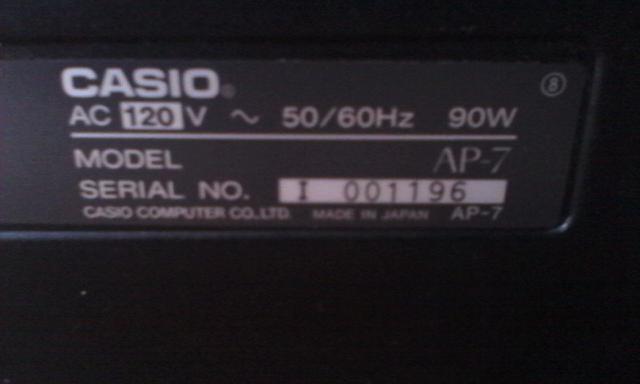 CASIO®
⑧
AC 120 V ~ 50/60Hz 90W
MODEL AP-7
SERIAL NO. I 001196
CASIO COMPUTER CO.,LTD. MADE IN JAPAN AP-7